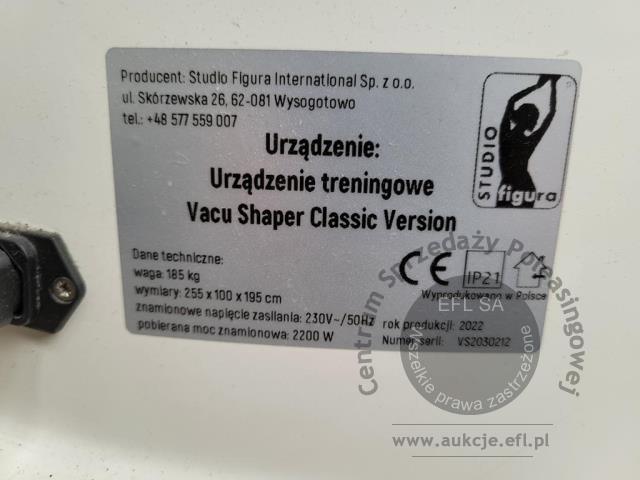 Producent: Studio Figura International Sp. z o.o.
ul. Skórzewska 26, 62-081 Wysogotowo
tel.: +48 577 559 007
STUDIO
figura
Urządzenie:
Urządzenie treningowe
Vacu Shaper Classic Version
Dane techniczne:
waga: 185 kg
wymiary: 255 x 100 x 195 cm
znamionowe napięcie zasilania: 230V~/50Hz
pobierana moc znamionowa: 2200 W
CE
IP21
Wyprodukowano w Polsce
rok produkcji: 2022
Numer serii: VS2030212
Centrum Sprzedaży Poleasingowej
EFL SA
wszelkie prawa zastrzeżone
www.aukcje.efl.pl